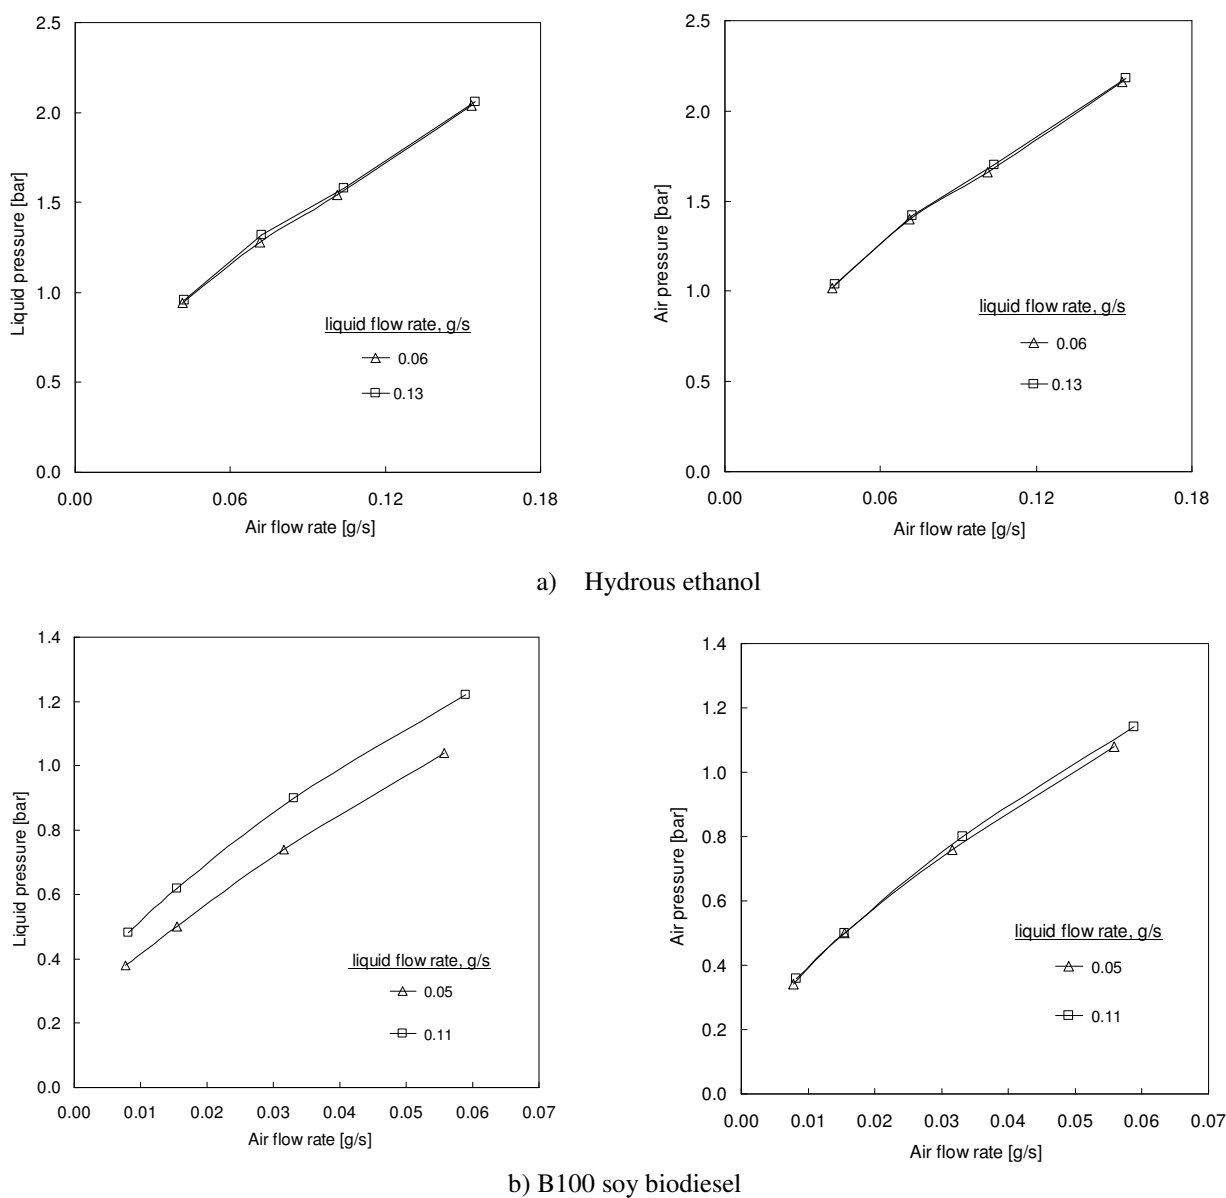 2.5
2.0
1.5
1.0
0.5
0.0
Liquid pressure [bar]
liquid flow rate, g/s
0.06
0.13
0.00 0.06 0.12 0.18
Air flow rate [g/s]
2.5
2.0
1.5
1.0
0.5
0.0
Air pressure [bar]
liquid flow rate, g/s
0.06
0.13
0.00 0.06 0.12 0.18
Air flow rate [g/s]
a) Hydrous ethanol
1.4
1.2
1.0
0.8
0.6
0.4
0.2
0.0
Liquid pressure [bar]
liquid flow rate, g/s
0.05
0.11
0.00 0.01 0.02 0.03 0.04 0.05 0.06 0.07
Air flow rate [g/s]
1.4
1.2
1.0
0.8
0.6
0.4
0.2
0.0
Air pressure [bar]
liquid flow rate, g/s
0.05
0.11
0.00 0.01 0.02 0.03 0.04 0.05 0.06 0.07
Air flow rate [g/s]
b) B100 soy biodiesel